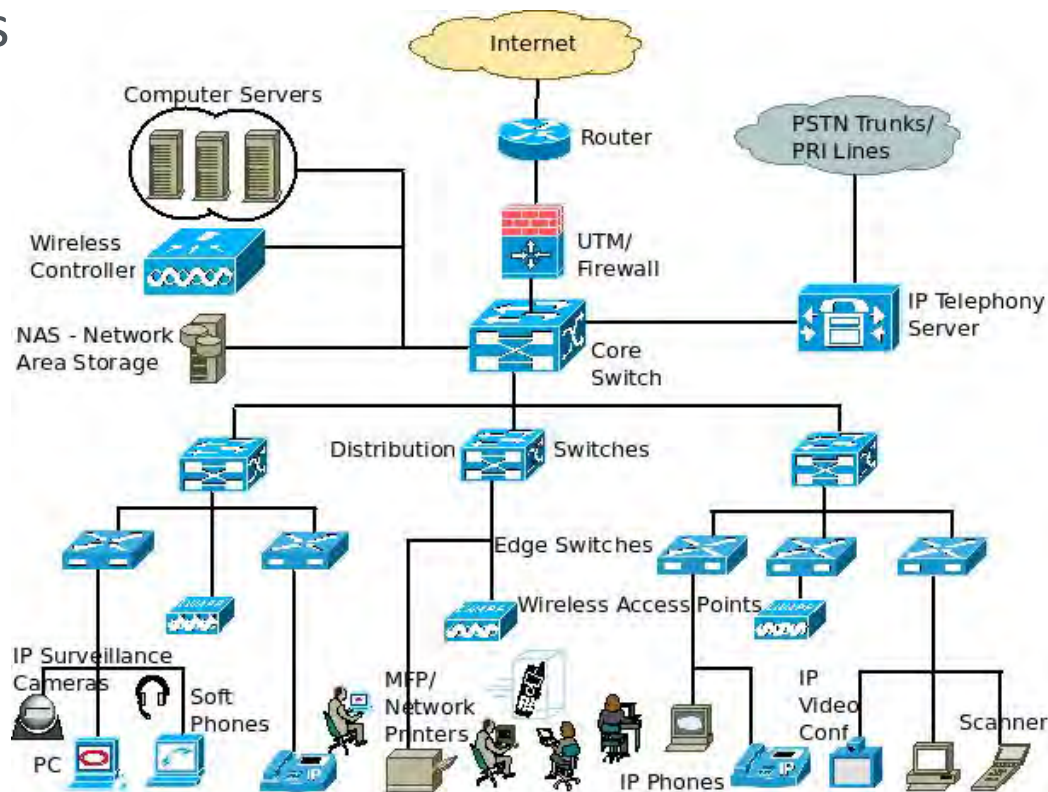 s
Internet
Computer Servers
Router
PSTN Trunks/
PRI Lines
Wireless
Controller
UTM/
Firewall
IP Telephony
Server
NAS - Network
Area Storage
Core
Switch
Distribution
Switches
Edge Switches
Wireless Access Points
IP Surveillance
Cameras
Soft
Phones
MFP/
Network
Printers
IP
Video
Conf
Scanner
PC
IP
IP Phones
IP